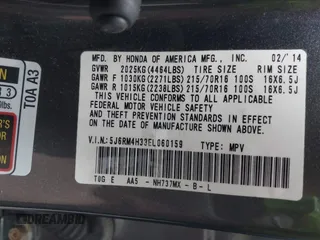 MFD. BY HONDA OF AMERICA MFG., INC. 02/'14
GVWR 2025KG(4464LBS) TIRE SIZE RIM SIZE
GAWR F 1030KG(2271LBS)215/70R16 100S 16X6.5J
GAWR R 1015KG(2238LBS)215/70R16 100S 16X6.5J
THIS VEHICLE CONFORMS TO ALL APPLICABLE
FEDERAL MOTOR VEHICLE SAFETY
AND THEFT PREVENTION STANDARDS IN EFFECT
ON THE DATE OF MANUFACTURE SHOWN ABOVE.
V.I.N.:5J6RM4H33EL060159 TYPE: MPV
T0G E AA5 - NH737MX - B - L
T0A A3
DREAMBID